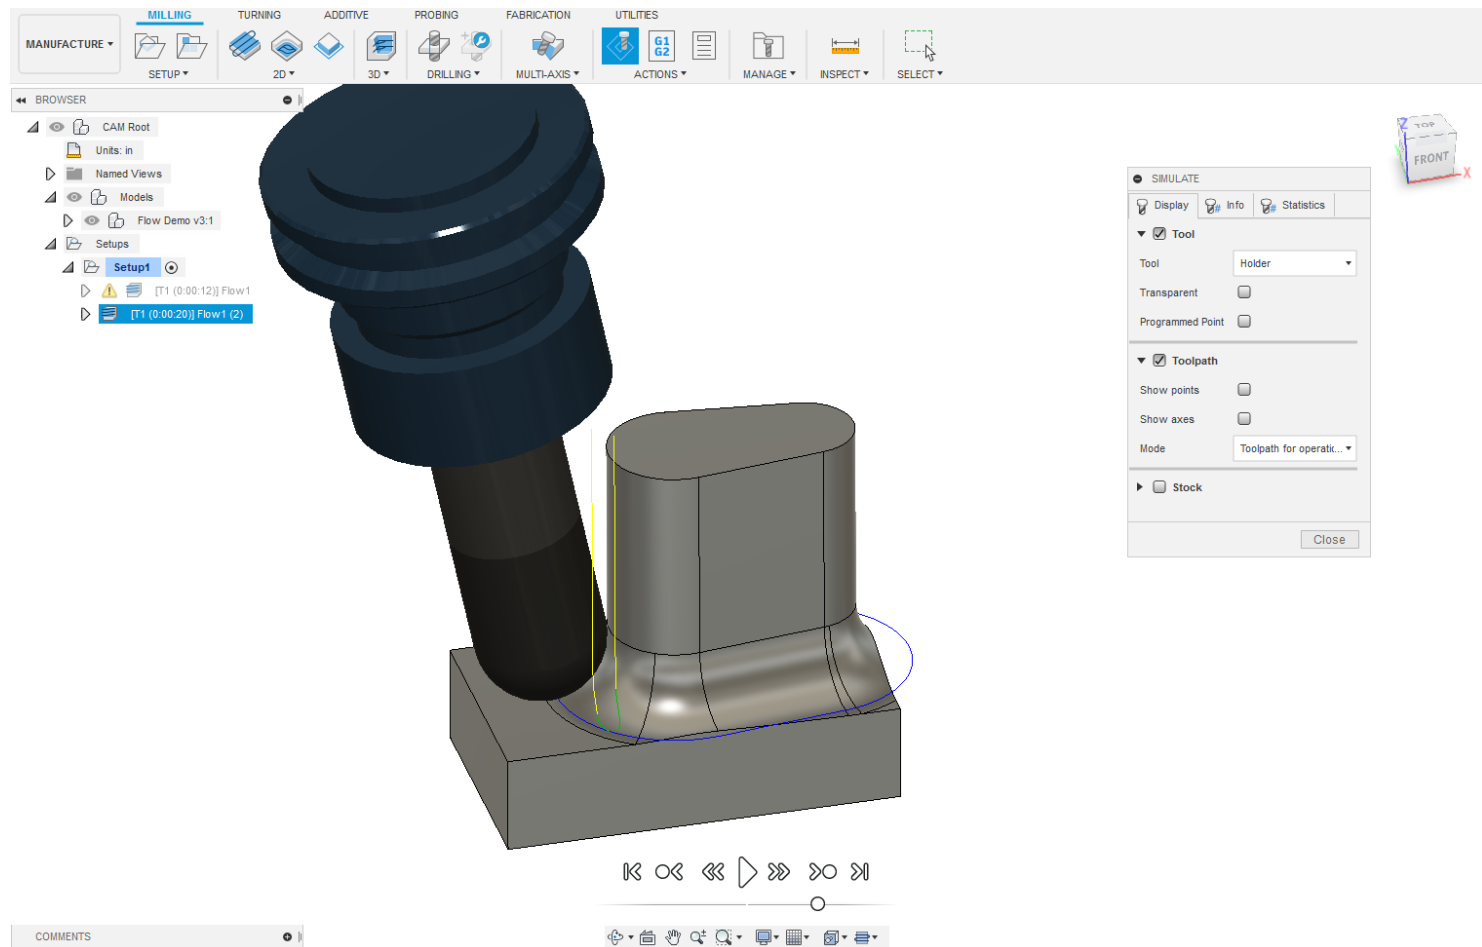 MILLING TURNING ADDITIVE PROBING FABRICATION UTILITIES
MANUFACTURE
G1
G2
SETUP 2D 3D DRILLING MULTI-AXIS ACTIONS MANAGE INSPECT SELECT
BROWSER
CAM Root
Units: in
Named Views
Models
Flow Demo v3:1
Setups
Setup1
[T1 (0:00:12)] Flow1
[T1 (0:00:20)] Flow1 (2)
Z
TOP
FRONT
X
SIMULATE
Display Info Statistics
Tool
Tool Holder
Transparent
Programmed Point
Toolpath
Show points
Show axes
Mode Toolpath for operatic...
Stock
Close
COMMENTS